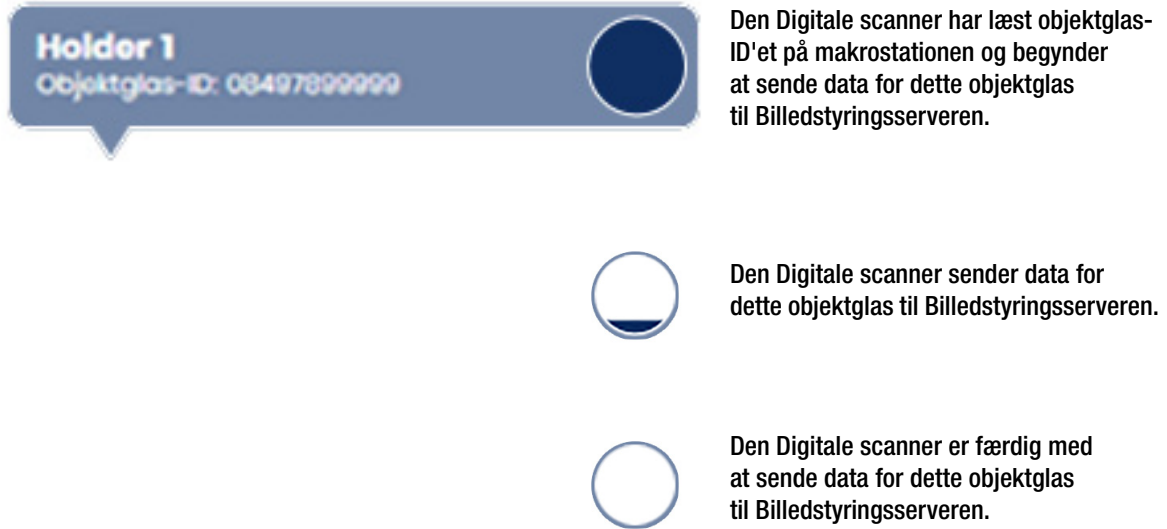 Holder 1
Objektglas-ID: 08497899999
Den Digitale scanner har læst objektglas-
ID'et på makrostationen og begynder
at sende data for dette objektglas
til Billedstyringsserveren.
Den Digitale scanner sender data for
dette objektglas til Billedstyringsserveren.
Den Digitale scanner er færdig med
at sende data for dette objektglas
til Billedstyringsserveren.